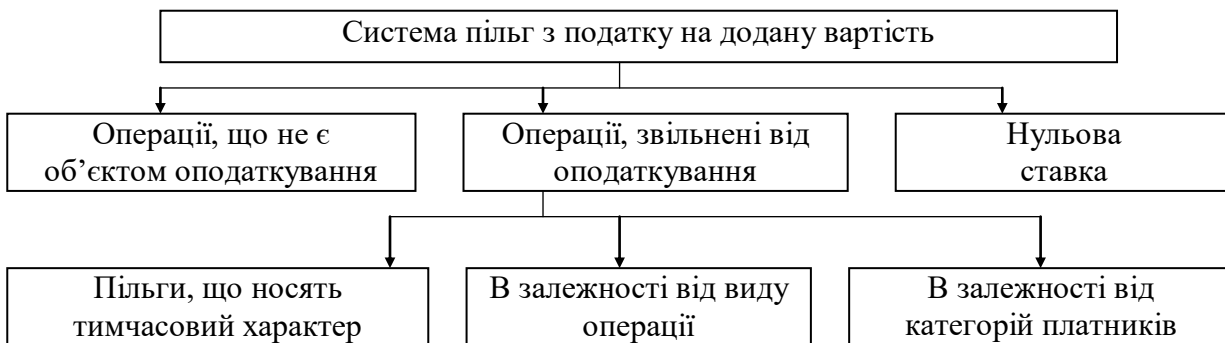 Система пільг з податку на додану вартість
Операції, що не є
об’єктом оподаткування
Операції, звільнені від
оподаткування
Нульова
ставка
Пільги, що носять
тимчасовий характер
В залежності від виду
операції
В залежності від
категорій платників